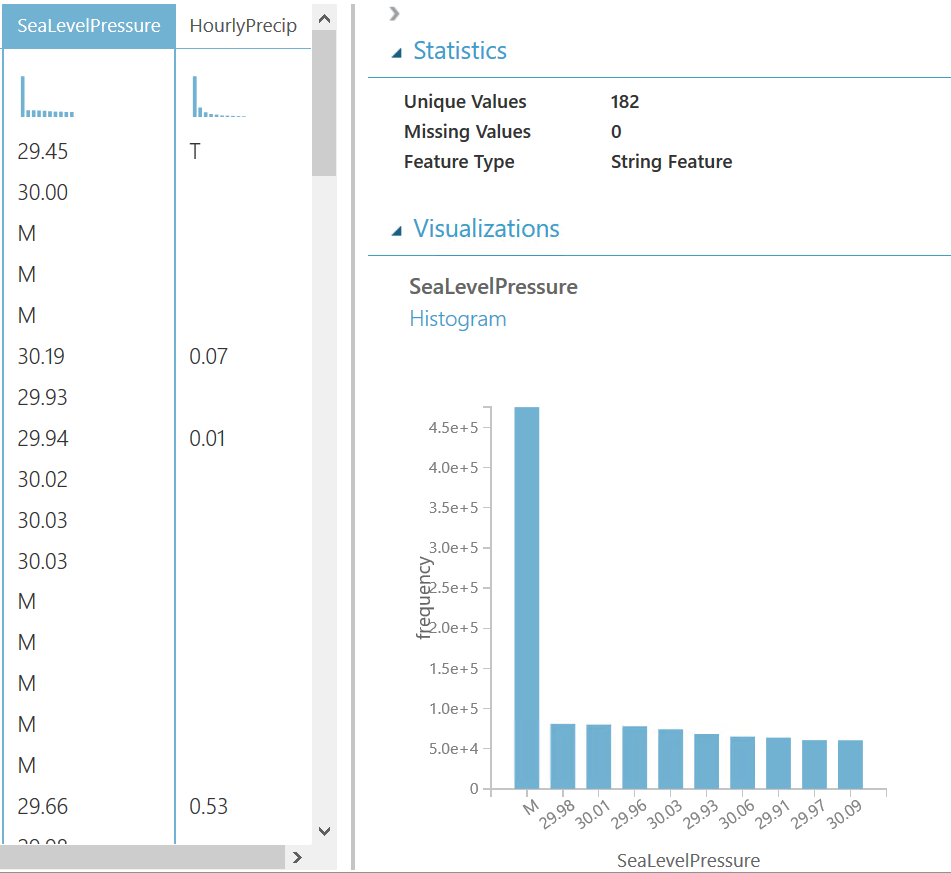 SeaLevelPressure HourlyPrecip
29.45 T
30.00
M
M
M
30.19 0.07
29.93
29.94 0.01
30.02
30.03
30.03
M
M
M
M
M
29.66 0.53
Statistics
Unique Values 182
Missing Values 0
Feature Type String Feature
Visualizations
SeaLevelPressure
Histogram
frequency
4.5e+5
4.0e+5
3.5e+5
3.0e+5
2.5e+5
2.0e+5
1.5e+5
1.0e+5
5.0e+4
0
M 29.98 30.01 29.96 30.03 29.93 30.06 29.91 29.97 30.09
SeaLevelPressure